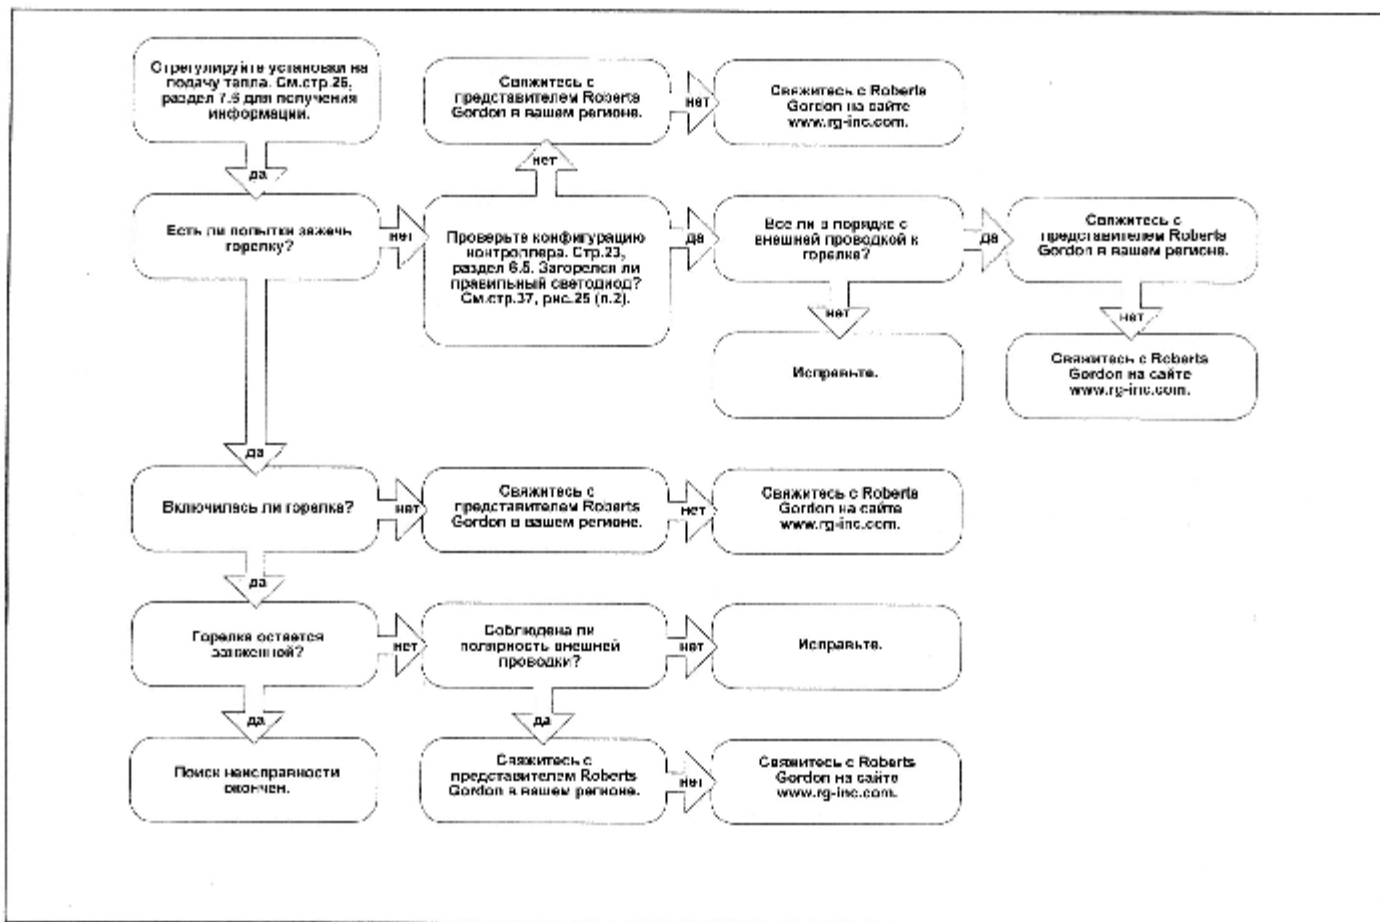 Отрегулируйте установки на
подачу тепла. См.стр.26,
раздел 7.6 для получения
информации.
Свяжитесь с
представителем Roberts
Gordon в вашем регионе.
нет
Свяжитесь с Roberts
Gordon на сайте
www.rg-inc.com.
да
нет
Есть ли попытки зажечь
горелку?
нет
Проверьте конфигурацию
контроллера. Стр.23,
раздел 6.5. Загорелся ли
правильный светодиод?
См.стр.37, рис.25 (п.2).
да
Все ли в порядке с
внешней проводкой к
горелке?
да
Свяжитесь с
представителем Roberts
Gordon в вашем регионе.
нет
нет
Исправьте.
Свяжитесь с Roberts
Gordon на сайте
www.rg-inc.com.
да
Включилась ли горелка?
нет
Свяжитесь с
представителем Roberts
Gordon в вашем регионе.
нет
Свяжитесь с Roberts
Gordon на сайте
www.rg-inc.com.
да
Горелка остается
зажженной?
нет
Соблюдена ли
полярность внешней
проводки?
нет
Исправьте.
да
да
Поиск неисправности
окончен.
Свяжитесь с
представителем Roberts
Gordon в вашем регионе.
нет
Свяжитесь с Roberts
Gordon на сайте
www.rg-inc.com.